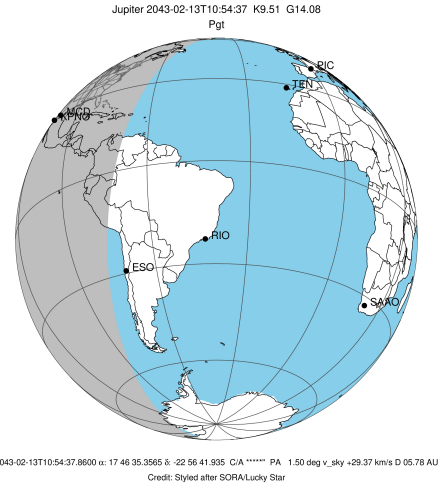 Jupiter 2043-02-13T10:54:37 K9.51 G14.08
Pgt
PIC
TEN
MCD
KPNO
RIO
ESO
SAAO
043-02-13T10:54:37.8600 α: 17 46 35.3565 δ: -22 56 41.935 C/A *****" PA 1.50 deg v_sky +29.37 km/s D 05.78 AU
Credit: Styled after SORA/Lucky Star